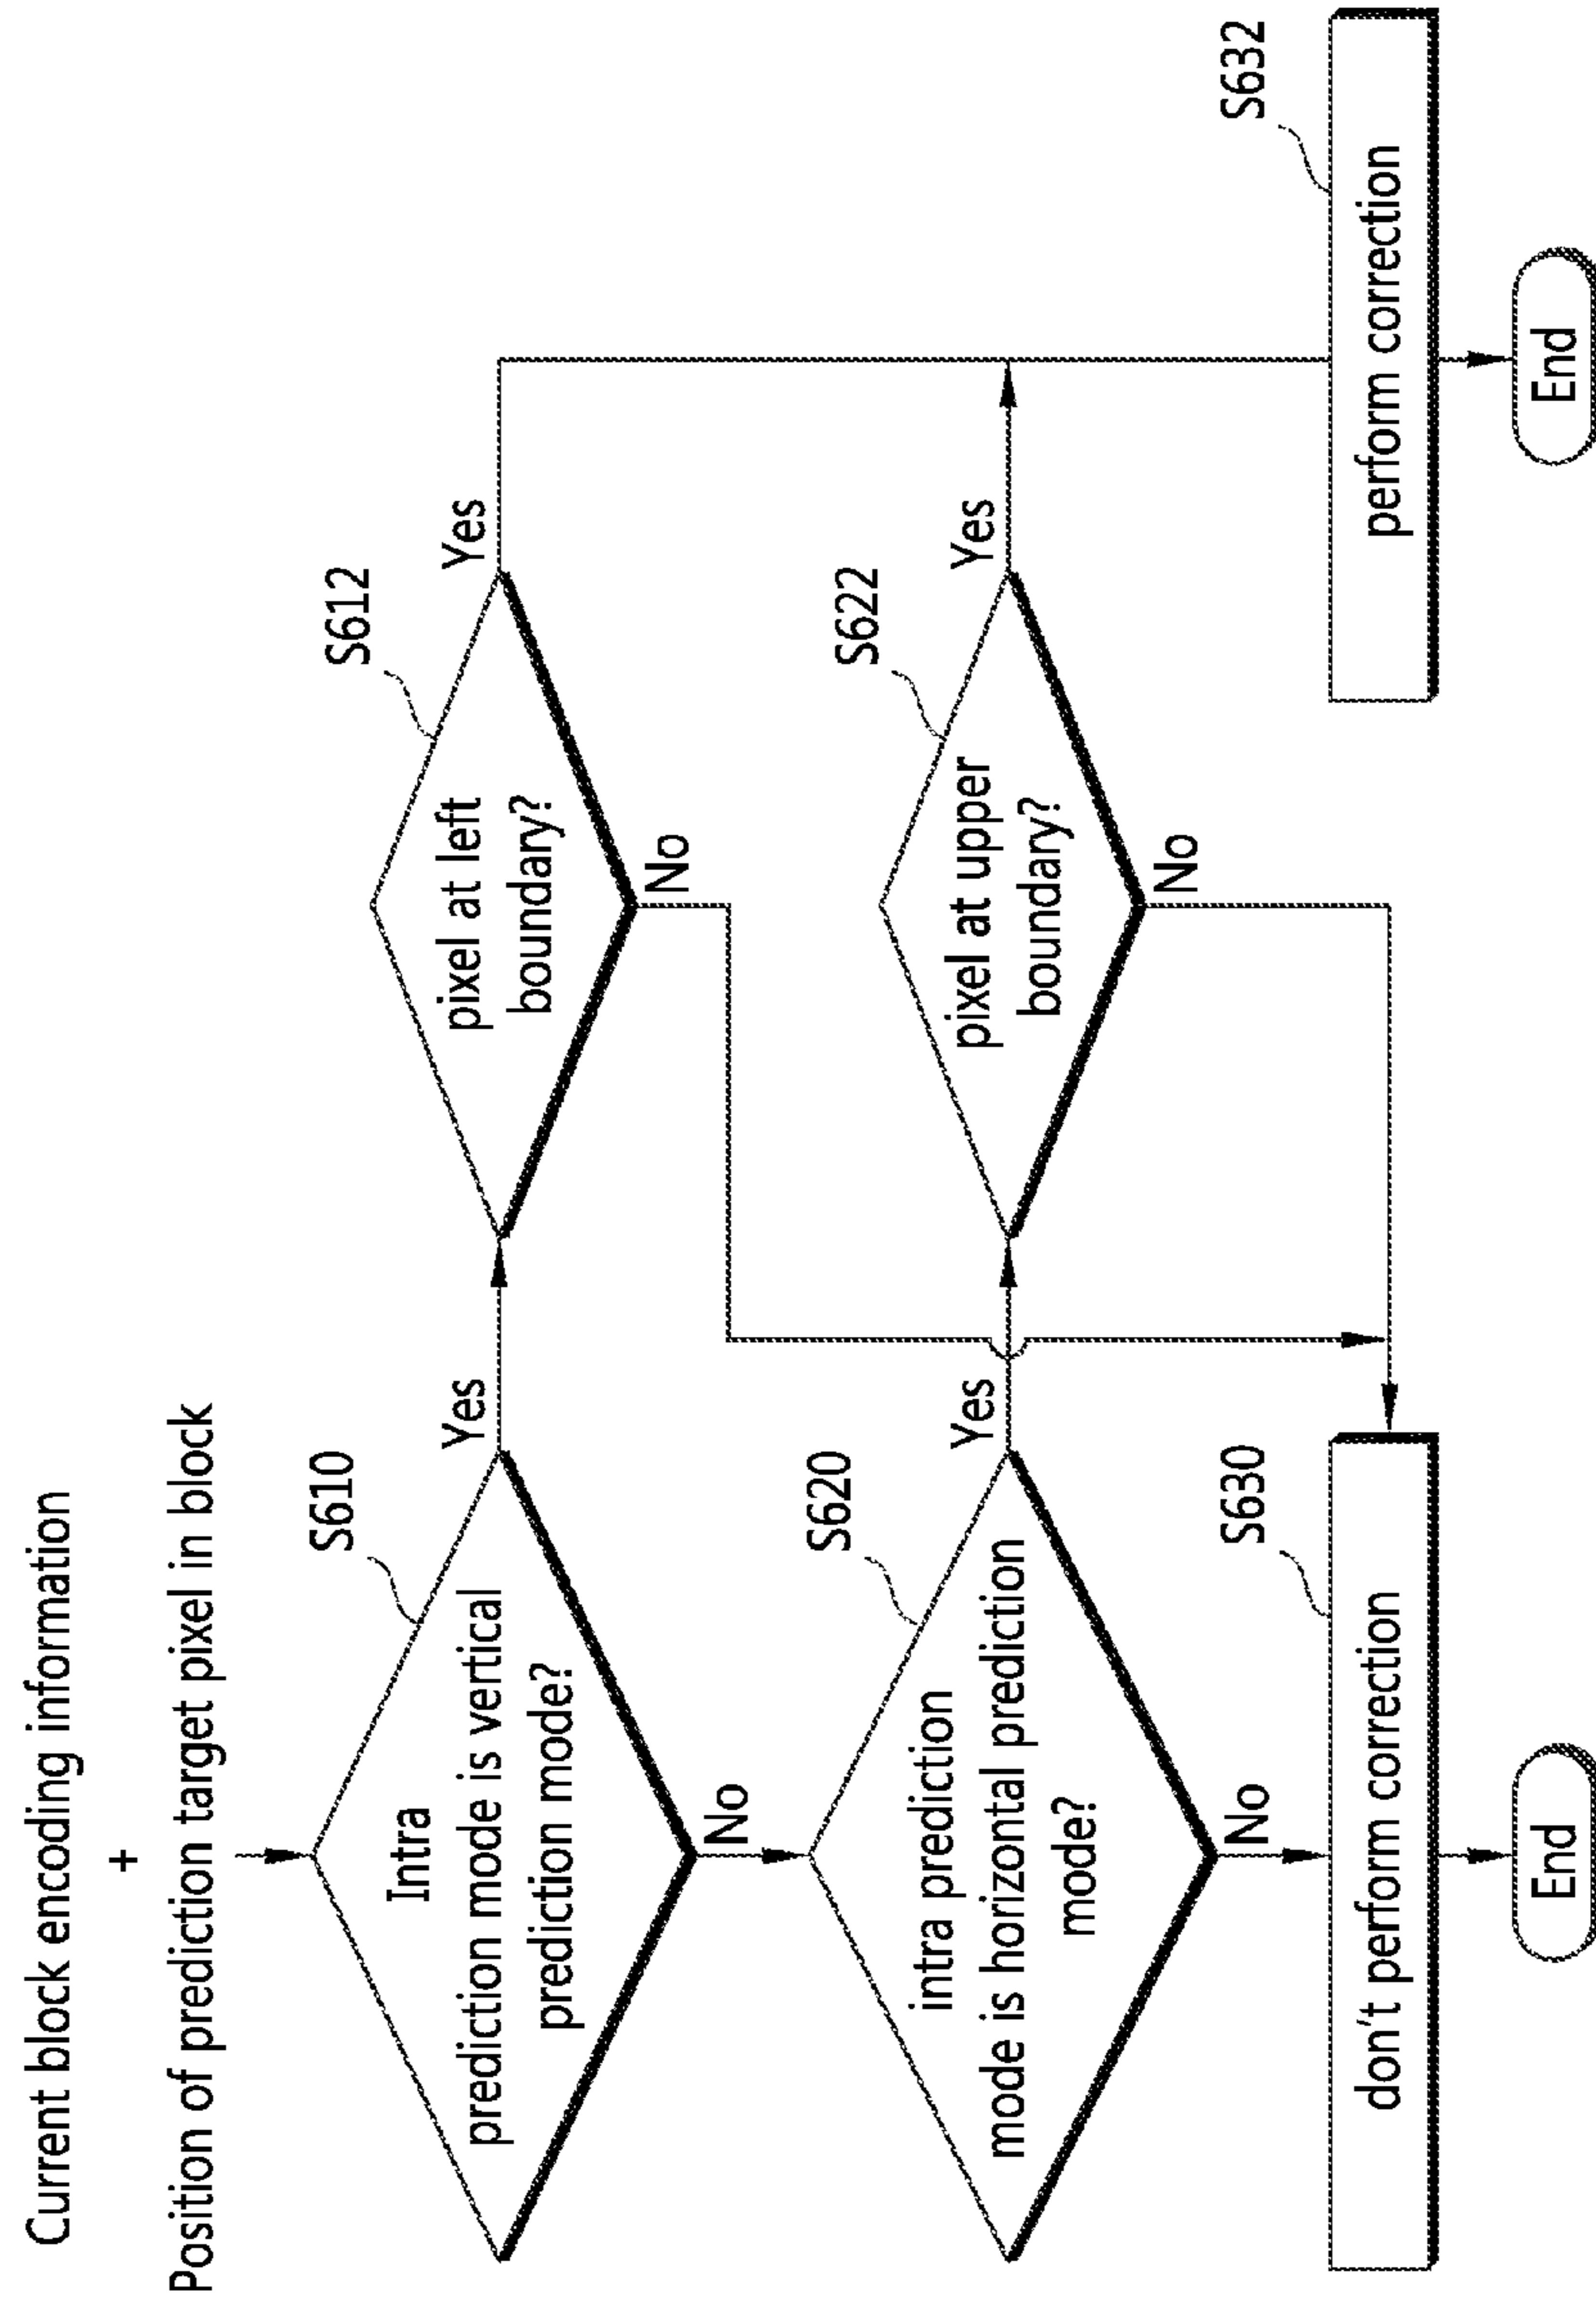 Current block encoding information
+
Position of prediction target pixel in block
S610
Intra
prediction mode is vertical
prediction mode?
Yes
No
S612
pixel at left
boundary?
Yes
No
S620
intra prediction
mode is horizontal prediction
mode?
Yes
No
S622
pixel at upper
boundary?
Yes
No
S630
don't perform correction
S632
perform correction
End
End